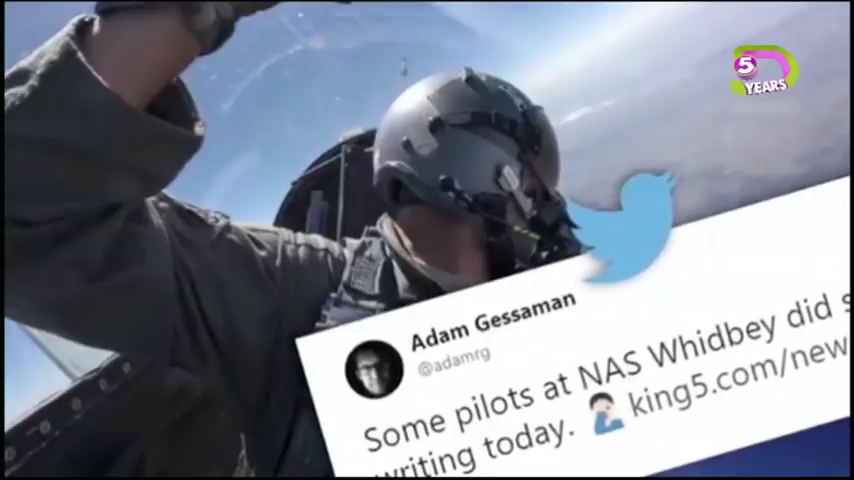 5
YEARS
Adam Gessaman
@adamrg
Some pilots at NAS Whidbey did s
writing today. 🤦🏻‍♂️ king5.com/new